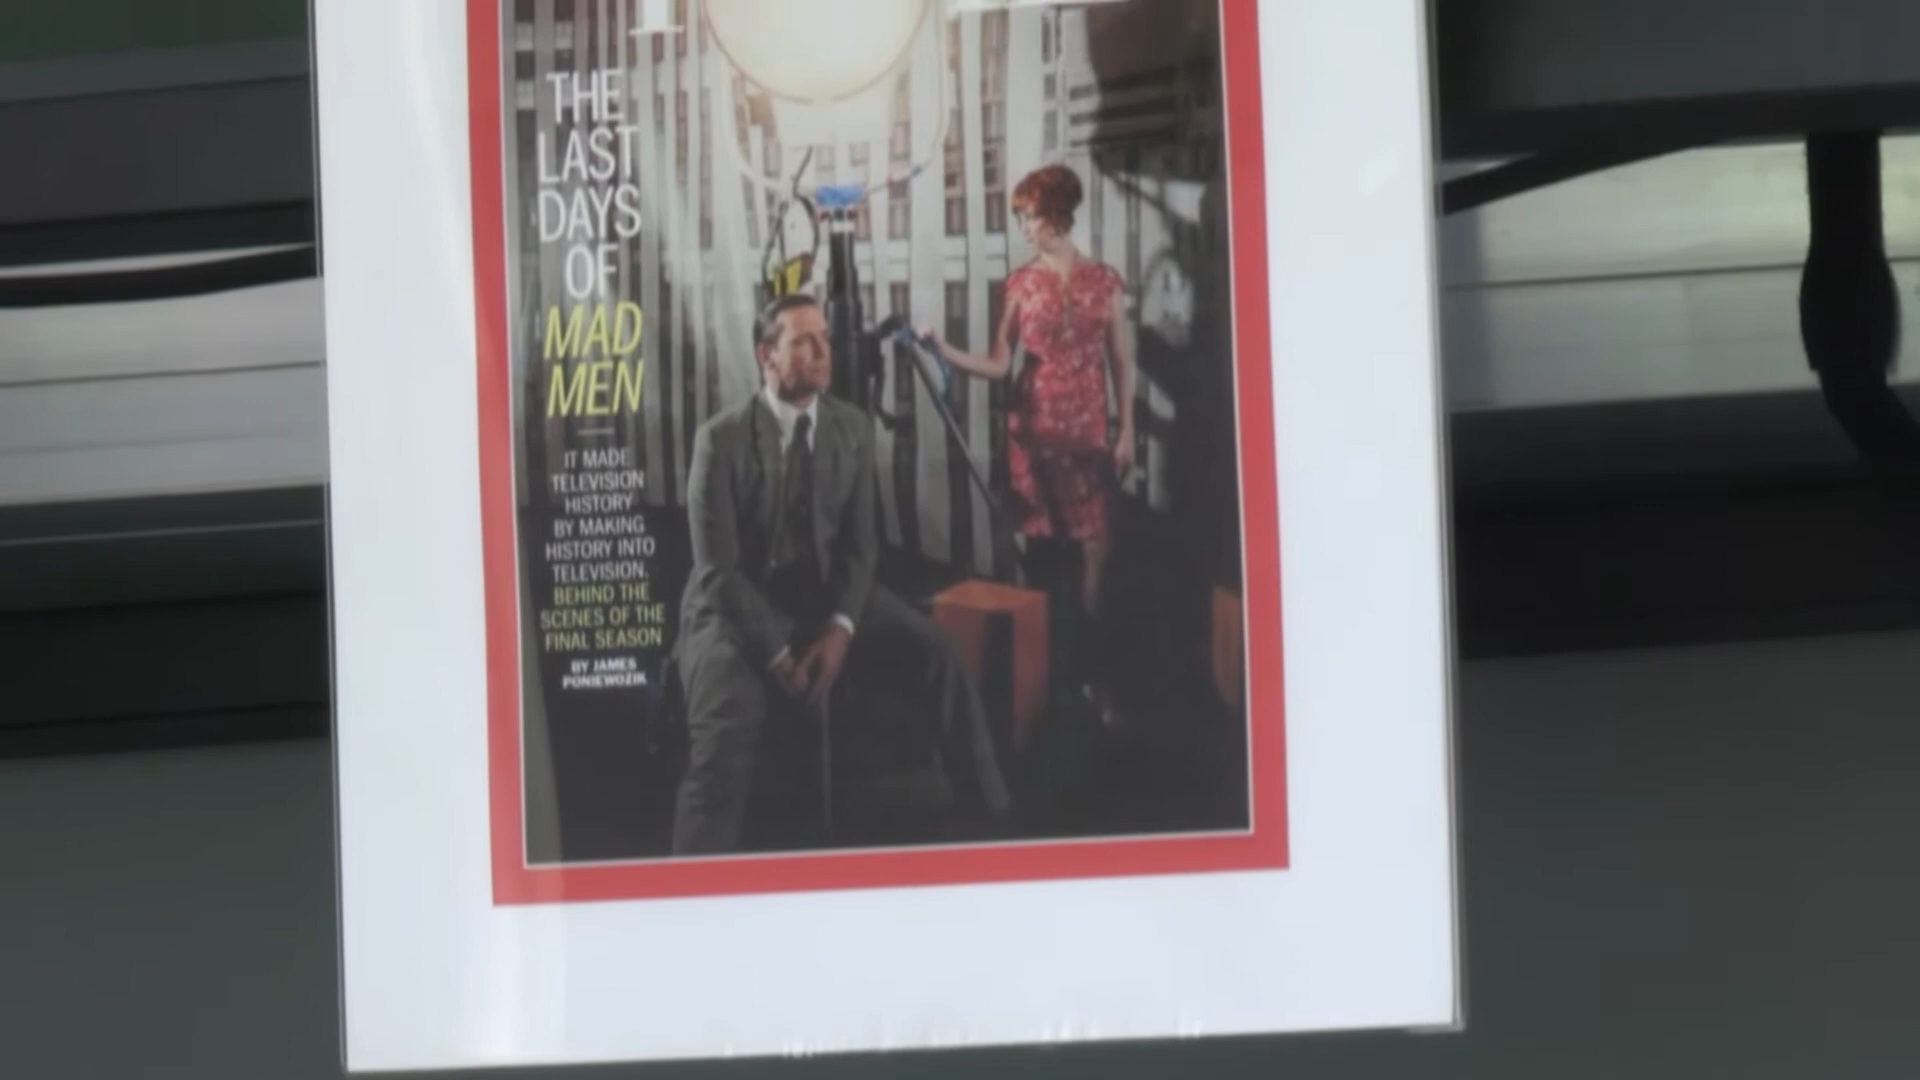 THE
LAST
DAYS
OF
MAD
MEN
IT MADE
TELEVISION
HISTORY
BY MAKING
HISTORY INTO
TELEVISION.
BEHIND THE
SCENES OF THE
FINAL SEASON
BY JAMES
PONIEWOZIK